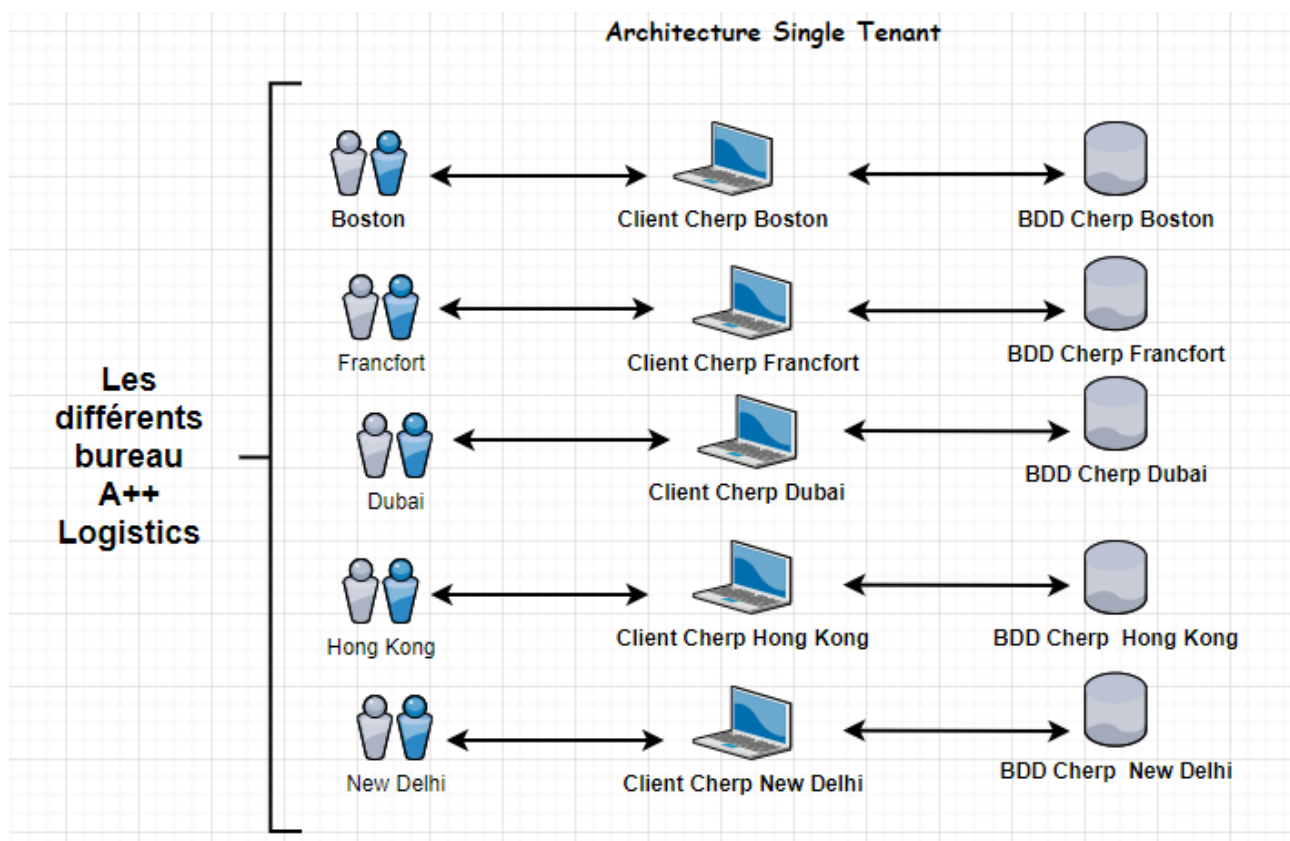 Architecture Single Tenant
Boston
Client Cherp Boston
BDD Cherp Boston
Francfort
Client Cherp Francfort
BDD Cherp Francfort
Les
différents
bureau
A++
Logistics
Dubai
Client Cherp Dubai
BDD Cherp Dubai
Hong Kong
Client Cherp Hong Kong
BDD Cherp Hong Kong
New Delhi
Client Cherp New Delhi
BDD Cherp New Delhi